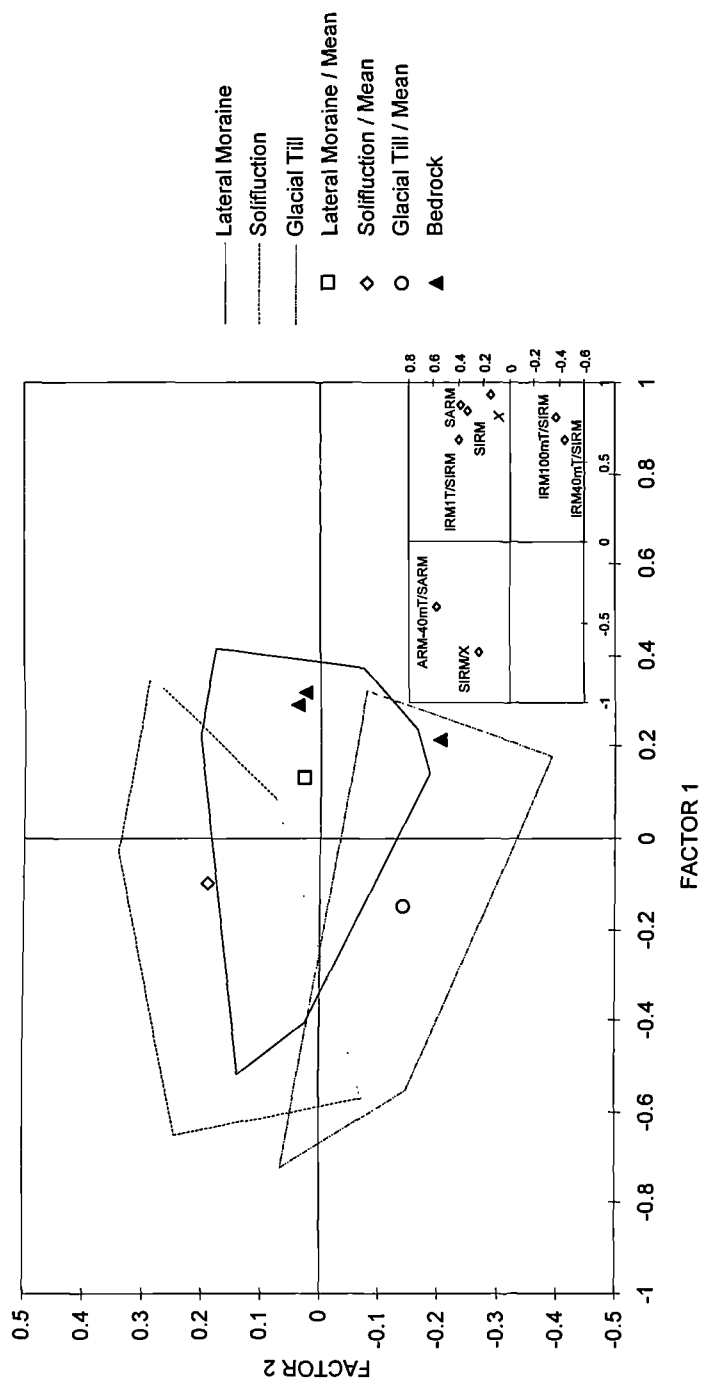 FACTOR 2
0.5
0.4
0.3
0.2
0.1
0
-0.1
-0.2
-0.3
-0.4
-0.5
-1
-0.8
-0.6
-0.4
-0.2
0
0.2
0.4
0.6
0.8
1
FACTOR 1
ARM-40mT/SARM
SIRM/X
IRM1T/SIRM
SARM
SIRM
X
IRM100mT/SIRM
IRM40mT/SIRM
-1
-0.5
0
0.5
0.8
0.6
0.4
0.2
0
-0.2
-0.4
-0.6
Lateral Moraine
Solifluction
Glacial Till
Lateral Moraine / Mean
Solifluction / Mean
Glacial Till / Mean
Bedrock